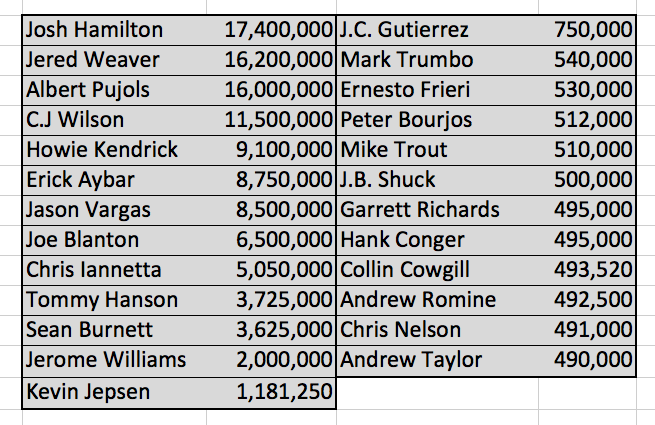 Josh Hamilton 17,400,000 J.C. Gutierrez 750,000
Jered Weaver 16,200,000 Mark Trumbo 540,000
Albert Pujols 16,000,000 Ernesto Frieri 530,000
C.J Wilson 11,500,000 Peter Bourjos 512,000
Howie Kendrick 9,100,000 Mike Trout 510,000
Erick Aybar 8,750,000 J.B. Shuck 500,000
Jason Vargas 8,500,000 Garrett Richards 495,000
Joe Blanton 6,500,000 Hank Conger 495,000
Chris Iannetta 5,050,000 Collin Cowgill 493,520
Tommy Hanson 3,725,000 Andrew Romine 492,500
Sean Burnett 3,625,000 Chris Nelson 491,000
Jerome Williams 2,000,000 Andrew Taylor 490,000
Kevin Jepsen 1,181,250